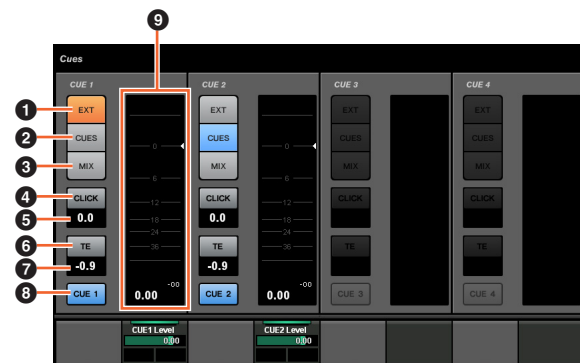 9
Cues
CUE 1
CUE 2
CUE 3
CUE 4
1
EXT
EXT
EXT
EXT
2
CUES
0
CUES
0
CUES
CUES
3
MIX
6
MIX
6
MIX
MIX
4
CLICK
12
CLICK
12
CLICK
CLICK
5
0.0
18
0.0
18
24
24
6
TE
36
TE
36
TE
TE
7
-0.9
-0.9
-oo
-oo
8
CUE 1
0.00
CUE 2
0.00
CUE 3
CUE 4
CUE1 Level
CUE2 Level
0.00
0.00